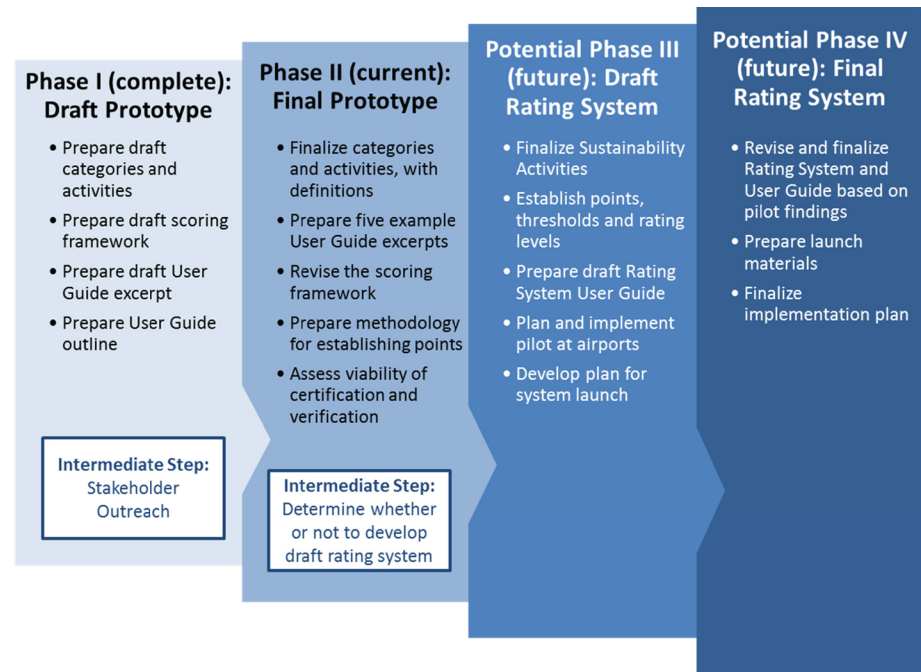 Phase I (complete):
Draft Prototype
• Prepare draft
categories and
activities
• Prepare draft scoring
framework
• Prepare draft User
Guide excerpt
• Prepare User Guide
outline
Intermediate Step:
Stakeholder
Outreach
Phase II (current):
Final Prototype
• Finalize categories
and activities, with
definitions
• Prepare five example
User Guide excerpts
• Revise the scoring
framework
• Prepare methodology
for establishing points
• Assess viability of
certification and
verification
Intermediate Step:
Determine whether
or not to develop
draft rating system
Potential Phase III
(future): Draft
Rating System
• Finalize Sustainability
Activities
• Establish points,
thresholds and rating
levels
• Prepare draft Rating
System User Guide
• Plan and implement
pilot at airports
• Develop plan for
system launch
Potential Phase IV
(future): Final
Rating System
• Revise and finalize
Rating System and
User Guide based on
pilot findings
• Prepare launch
materials
• Finalize
implementation plan